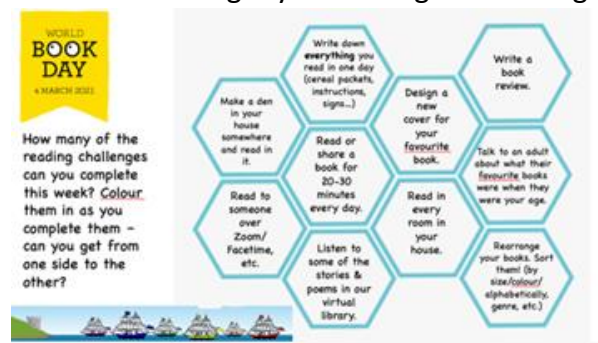 WORLD
BOOK
DAY
4 MARCH 2021
How many of the
reading challenges
can you complete
this week? Colour
them in as you
complete them –
can you get from
one side to the
other?
Make a den
in your
house
somewhere
and read in
it.
Read to
someone
over
Zoom/
Facetime,
etc.
Write down
everything you
read in one day
(cereal packets,
instructions,
signs...)
Read or
share a
book for
20-30
minutes
every day.
Listen to
some of the
stories &
poems in our
virtual
library.
Design a
new
cover for
your
favourite
book.
Read in
every
room in
your
house.
Write a
book
review.
Talk to an adult
about what their
favourite books
were when they
were your age.
Rearrange
your books. Sort
them! (by
size/colour/
alphabetically,
genre, etc.)